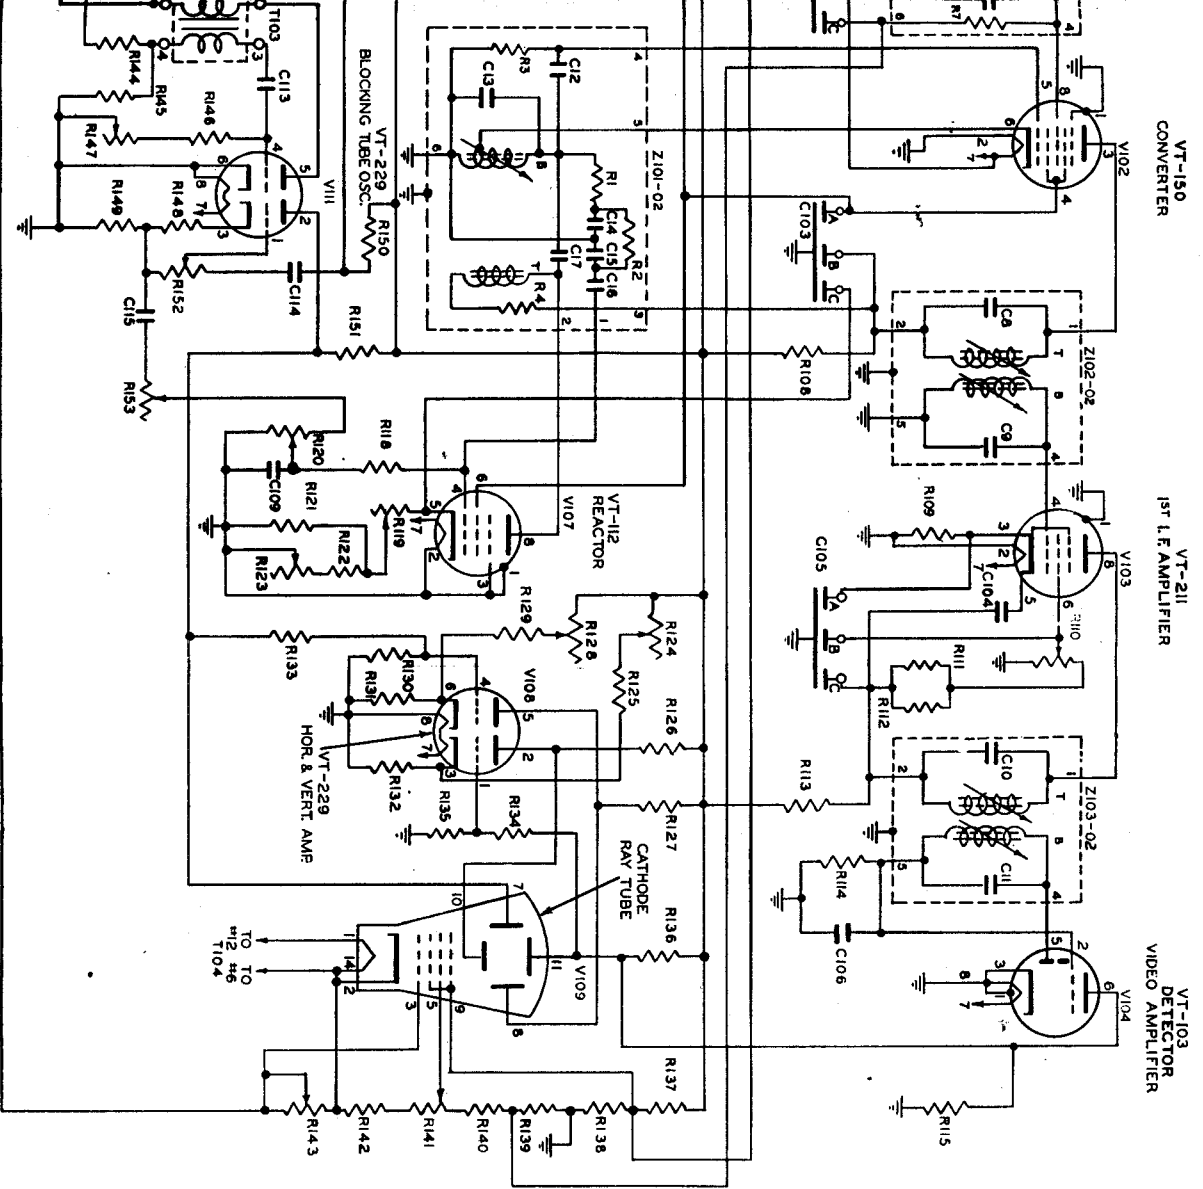 VT-150
CONVERTER
VT-211
1ST I.F. AMPLIFIER
VT-103
DETECTOR
VIDEO AMPLIFIER
V102
V103
V104
Z102-02
Z103-02
Z101-02
R7
C8
C9
C10
C11
C103
C104
C105
C106
R108
R109
R110
R111
R112
R113
R114
R115
A
B
C
A
B
C
T
B
T
B
R3
C12
C13
B
R1
C14
C15
C16
R2
C17
T
R4
VT-112
REACTOR
V107
R118
R119
R120
R121
C109
R122
R123
R124
R125
R126
R127
R128
R129
V108
R130
R131
R132
R133
R134
R135
R136
VT-229
HOR. & VERT. AMP.
CATHODE
RAY TUBE
V109
TO
#12
TO
#6
T104
R137
R138
R139
R140
R141
R142
R143
VT-229
BLOCKING TUBE OSC.
V111
T103
C113
R144
R145
R146
R147
R148
R149
R150
R151
R152
R153
C114
C115